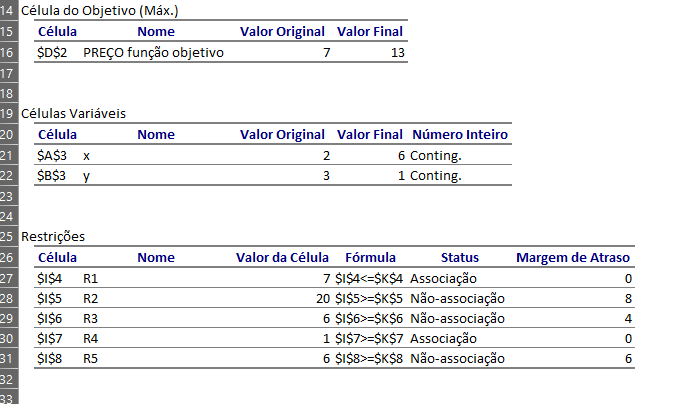 14 Célula do Objetivo (Máx.)
15 Célula Nome Valor Original Valor Final
16 $D$2 PREÇO função objetivo 7 13
17
18
19 Células Variáveis
20 Célula Nome Valor Original Valor Final Número Inteiro
21 $A$3 x 2 6 Conting.
22 $B$3 y 3 1 Conting.
23
24
25 Restrições
26 Célula Nome Valor da Célula Fórmula Status Margem de Atraso
27 $I$4 R1 7 $I$4<=$K$4 Associação 0
28 $I$5 R2 20 $I$5>=$K$5 Não-associação 8
29 $I$6 R3 6 $I$6>=$K$6 Não-associação 4
30 $I$7 R4 1 $I$7>=$K$7 Associação 0
31 $I$8 R5 6 $I$8>=$K$8 Não-associação 6
32
33